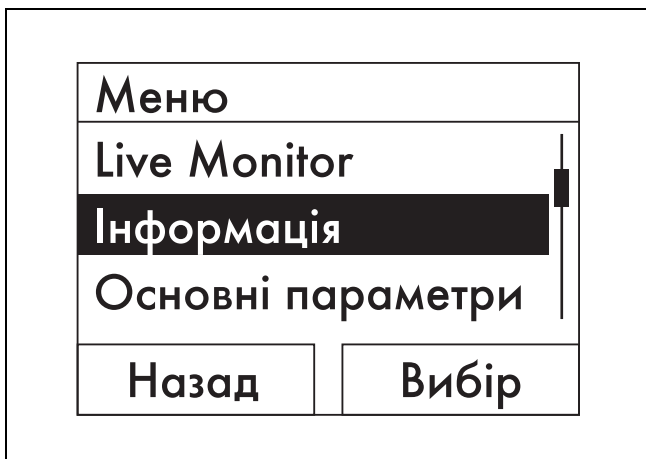 Меню
Live Monitor
Інформація
Основні параметри
Назад Вибір